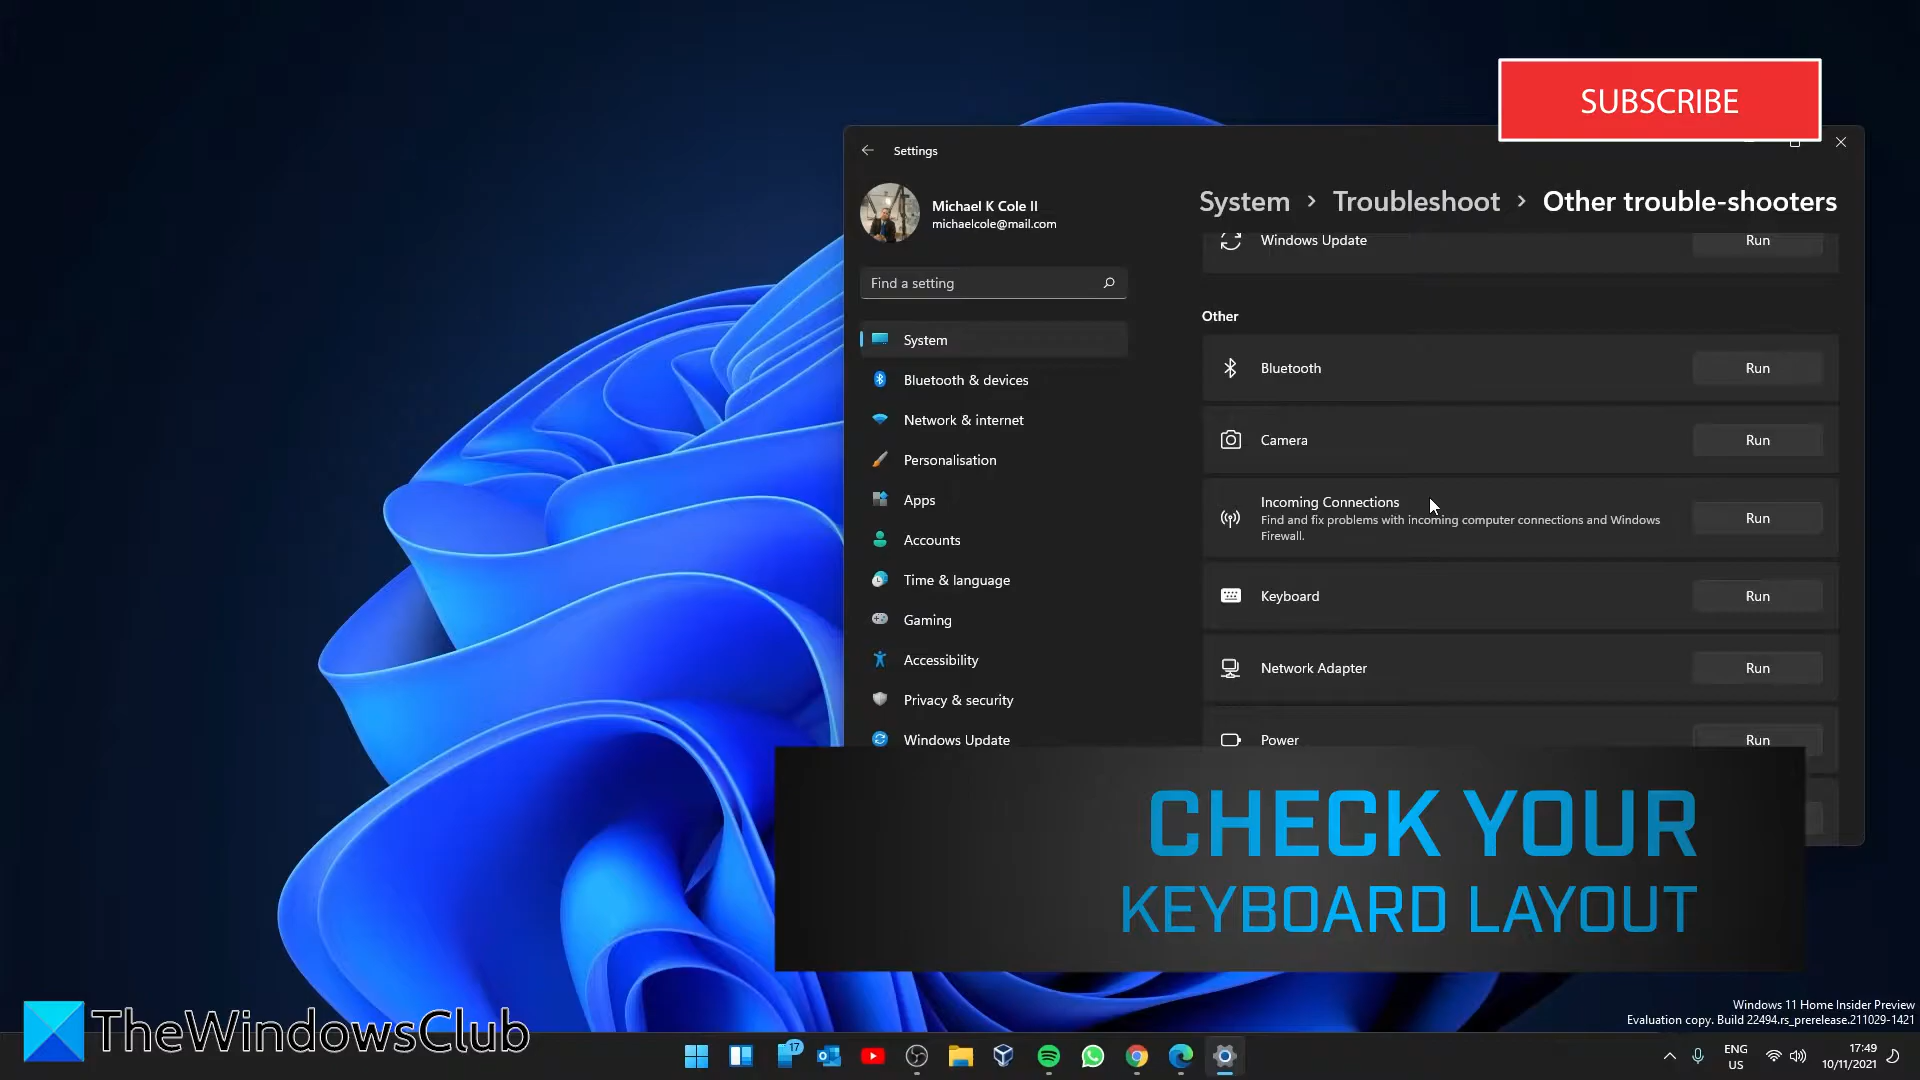 SUBSCRIBE
Settings
Michael K Cole II
michaelcole@mail.com
Find a setting
System
Bluetooth & devices
Network & internet
Personalisation
Apps
Accounts
Time & language
Gaming
Accessibility
Privacy & security
Windows Update
System > Troubleshoot > Other trouble-shooters
Windows Update Run
Other
Bluetooth Run
Camera Run
Incoming Connections
Find and fix problems with incoming computer connections and Windows
Firewall.
Run
Keyboard Run
Network Adapter Run
Power Run
CHECK YOUR
KEYBOARD LAYOUT
TheWindowsClub
Windows 11 Home Insider Preview
Evaluation copy. Build 22494.rs_prerelease.211029-1421
17
ENG
US
17:49
10/11/2021